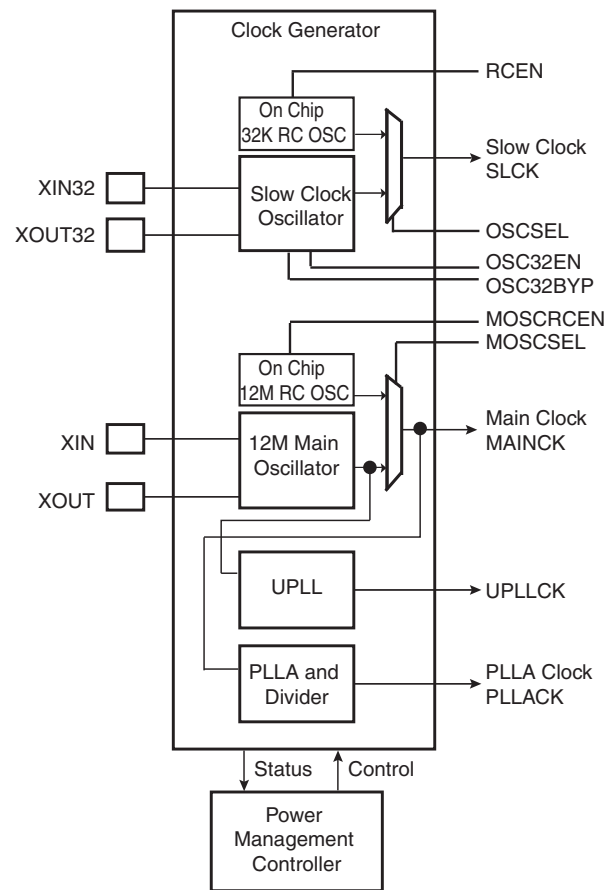 Clock Generator
RCEN
On Chip
32K RC OSC
Slow Clock
SLCK
XIN32
Slow Clock
Oscillator
XOUT32
OSCSEL
OSC32EN
OSC32BYP
MOSCRCEN
MOSCSEL
On Chip
12M RC OSC
Main Clock
MAINCK
XIN
12M Main
Oscillator
XOUT
UPLL
UPLLCK
PLLA and
Divider
PLLA Clock
PLLACK
Status
Control
Power
Management
Controller